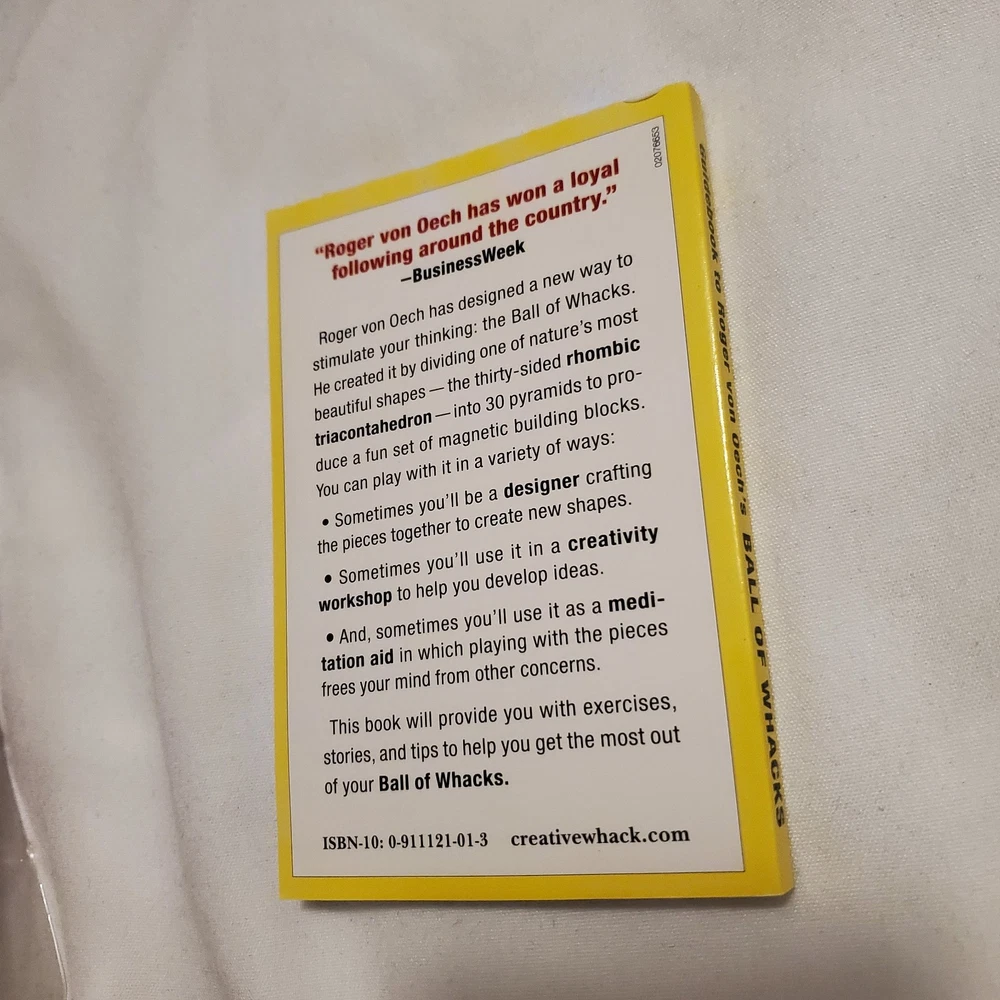 02076653
“Roger von Oech has won a loyal
following around the country.”
–BusinessWeek
Roger von Oech has designed a new way to
stimulate your thinking: the Ball of Whacks.
He created it by dividing one of nature’s most
beautiful shapes — the thirty-sided rhombic
triacontahedron — into 30 pyramids to pro-
duce a fun set of magnetic building blocks.
You can play with it in a variety of ways:
• Sometimes you’ll be a designer crafting
the pieces together to create new shapes.
• Sometimes you’ll use it in a creativity
workshop to help you develop ideas.
• And, sometimes you’ll use it as a medi-
tation aid in which playing with the pieces
frees your mind from other concerns.
This book will provide you with exercises,
stories, and tips to help you get the most out
of your Ball of Whacks.
ISBN-10: 0-911121-01-3 creativewhack.com
Guidebook to Roger von Oech's BALL OF WHACKS